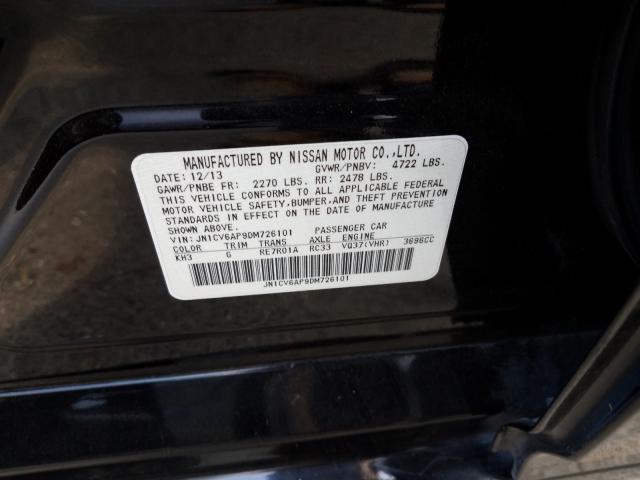 MANUFACTURED BY NISSAN MOTOR CO.,LTD.
DATE: 12/13 GVWR/PNBV: 4722 LBS.
GAWR/PNBE FR: 2270 LBS. RR: 2478 LBS.
THIS VEHICLE CONFORMS TO ALL APPLICABLE FEDERAL
MOTOR VEHICLE SAFETY,BUMPER,AND THEFT PREVENTION
STANDARDS IN EFFECT ON THE DATE OF MANUFACTURE
SHOWN ABOVE.
VIN: JN1CV6AP9DM726101 PASSENGER CAR
COLOR TRIM TRANS AXLE ENGINE
KH3 G RE7R01A RC33 VQ37(VHR) 3696CC
JN1CV6AP9DM726101